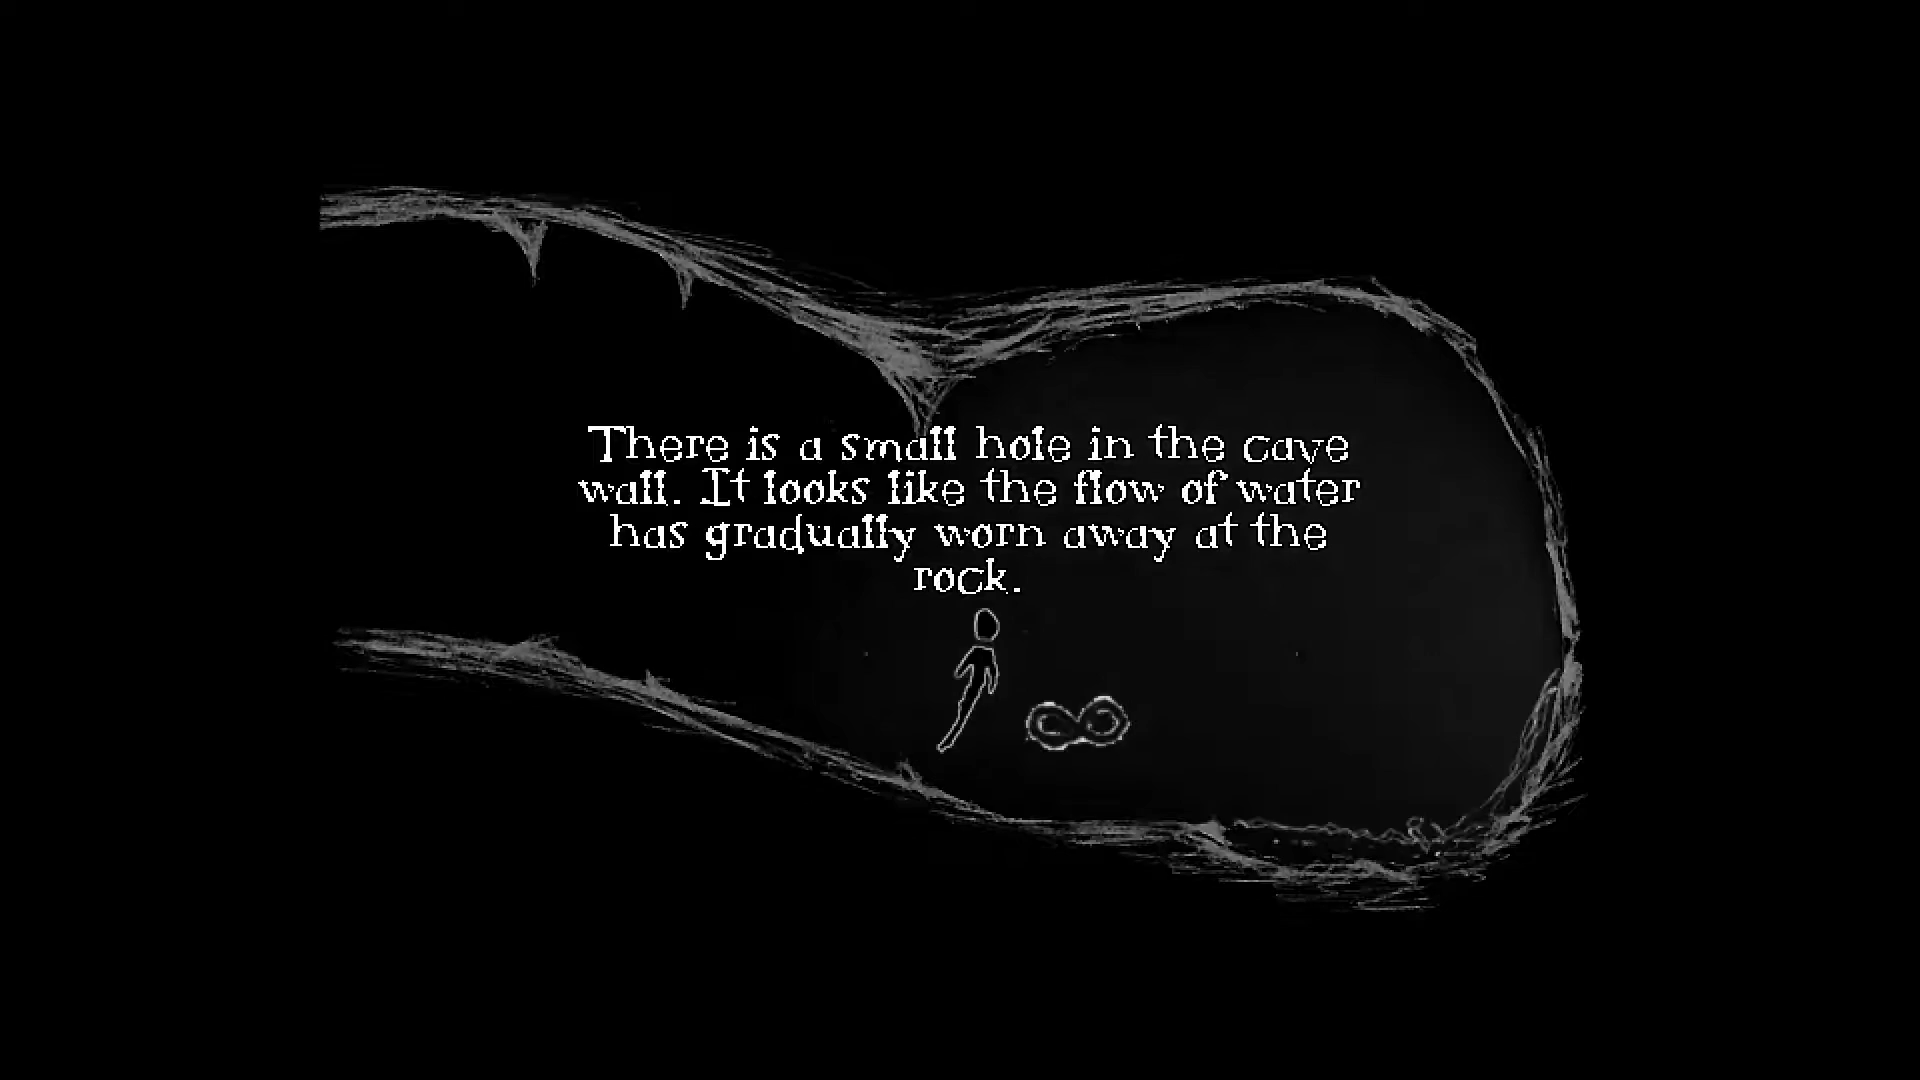 There is a small hole in the cave
wall. It looks like the flow of water
has gradually worn away at the
rock.